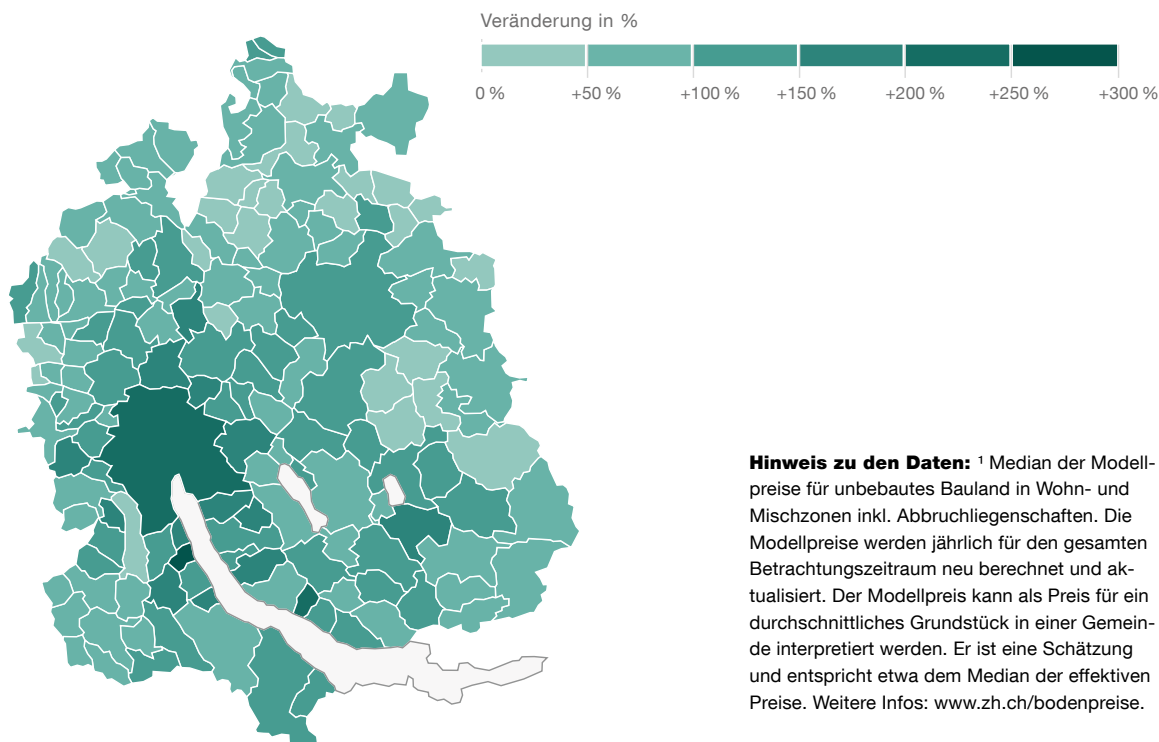 Veränderung in %
0 % +50 % +100 % +150 % +200 % +250 % +300 %
Hinweis zu den Daten: ¹ Median der Modell-
preise für unbebautes Bauland in Wohn- und
Mischzonen inkl. Abbruchliegenschaften. Die
Modellpreise werden jährlich für den gesamten
Betrachtungszeitraum neu berechnet und ak-
tualisiert. Der Modellpreis kann als Preis für ein
durchschnittliches Grundstück in einer Gemein-
de interpretiert werden. Er ist eine Schätzung
und entspricht etwa dem Median der effektiven
Preise. Weitere Infos: www.zh.ch/bodenpreise.